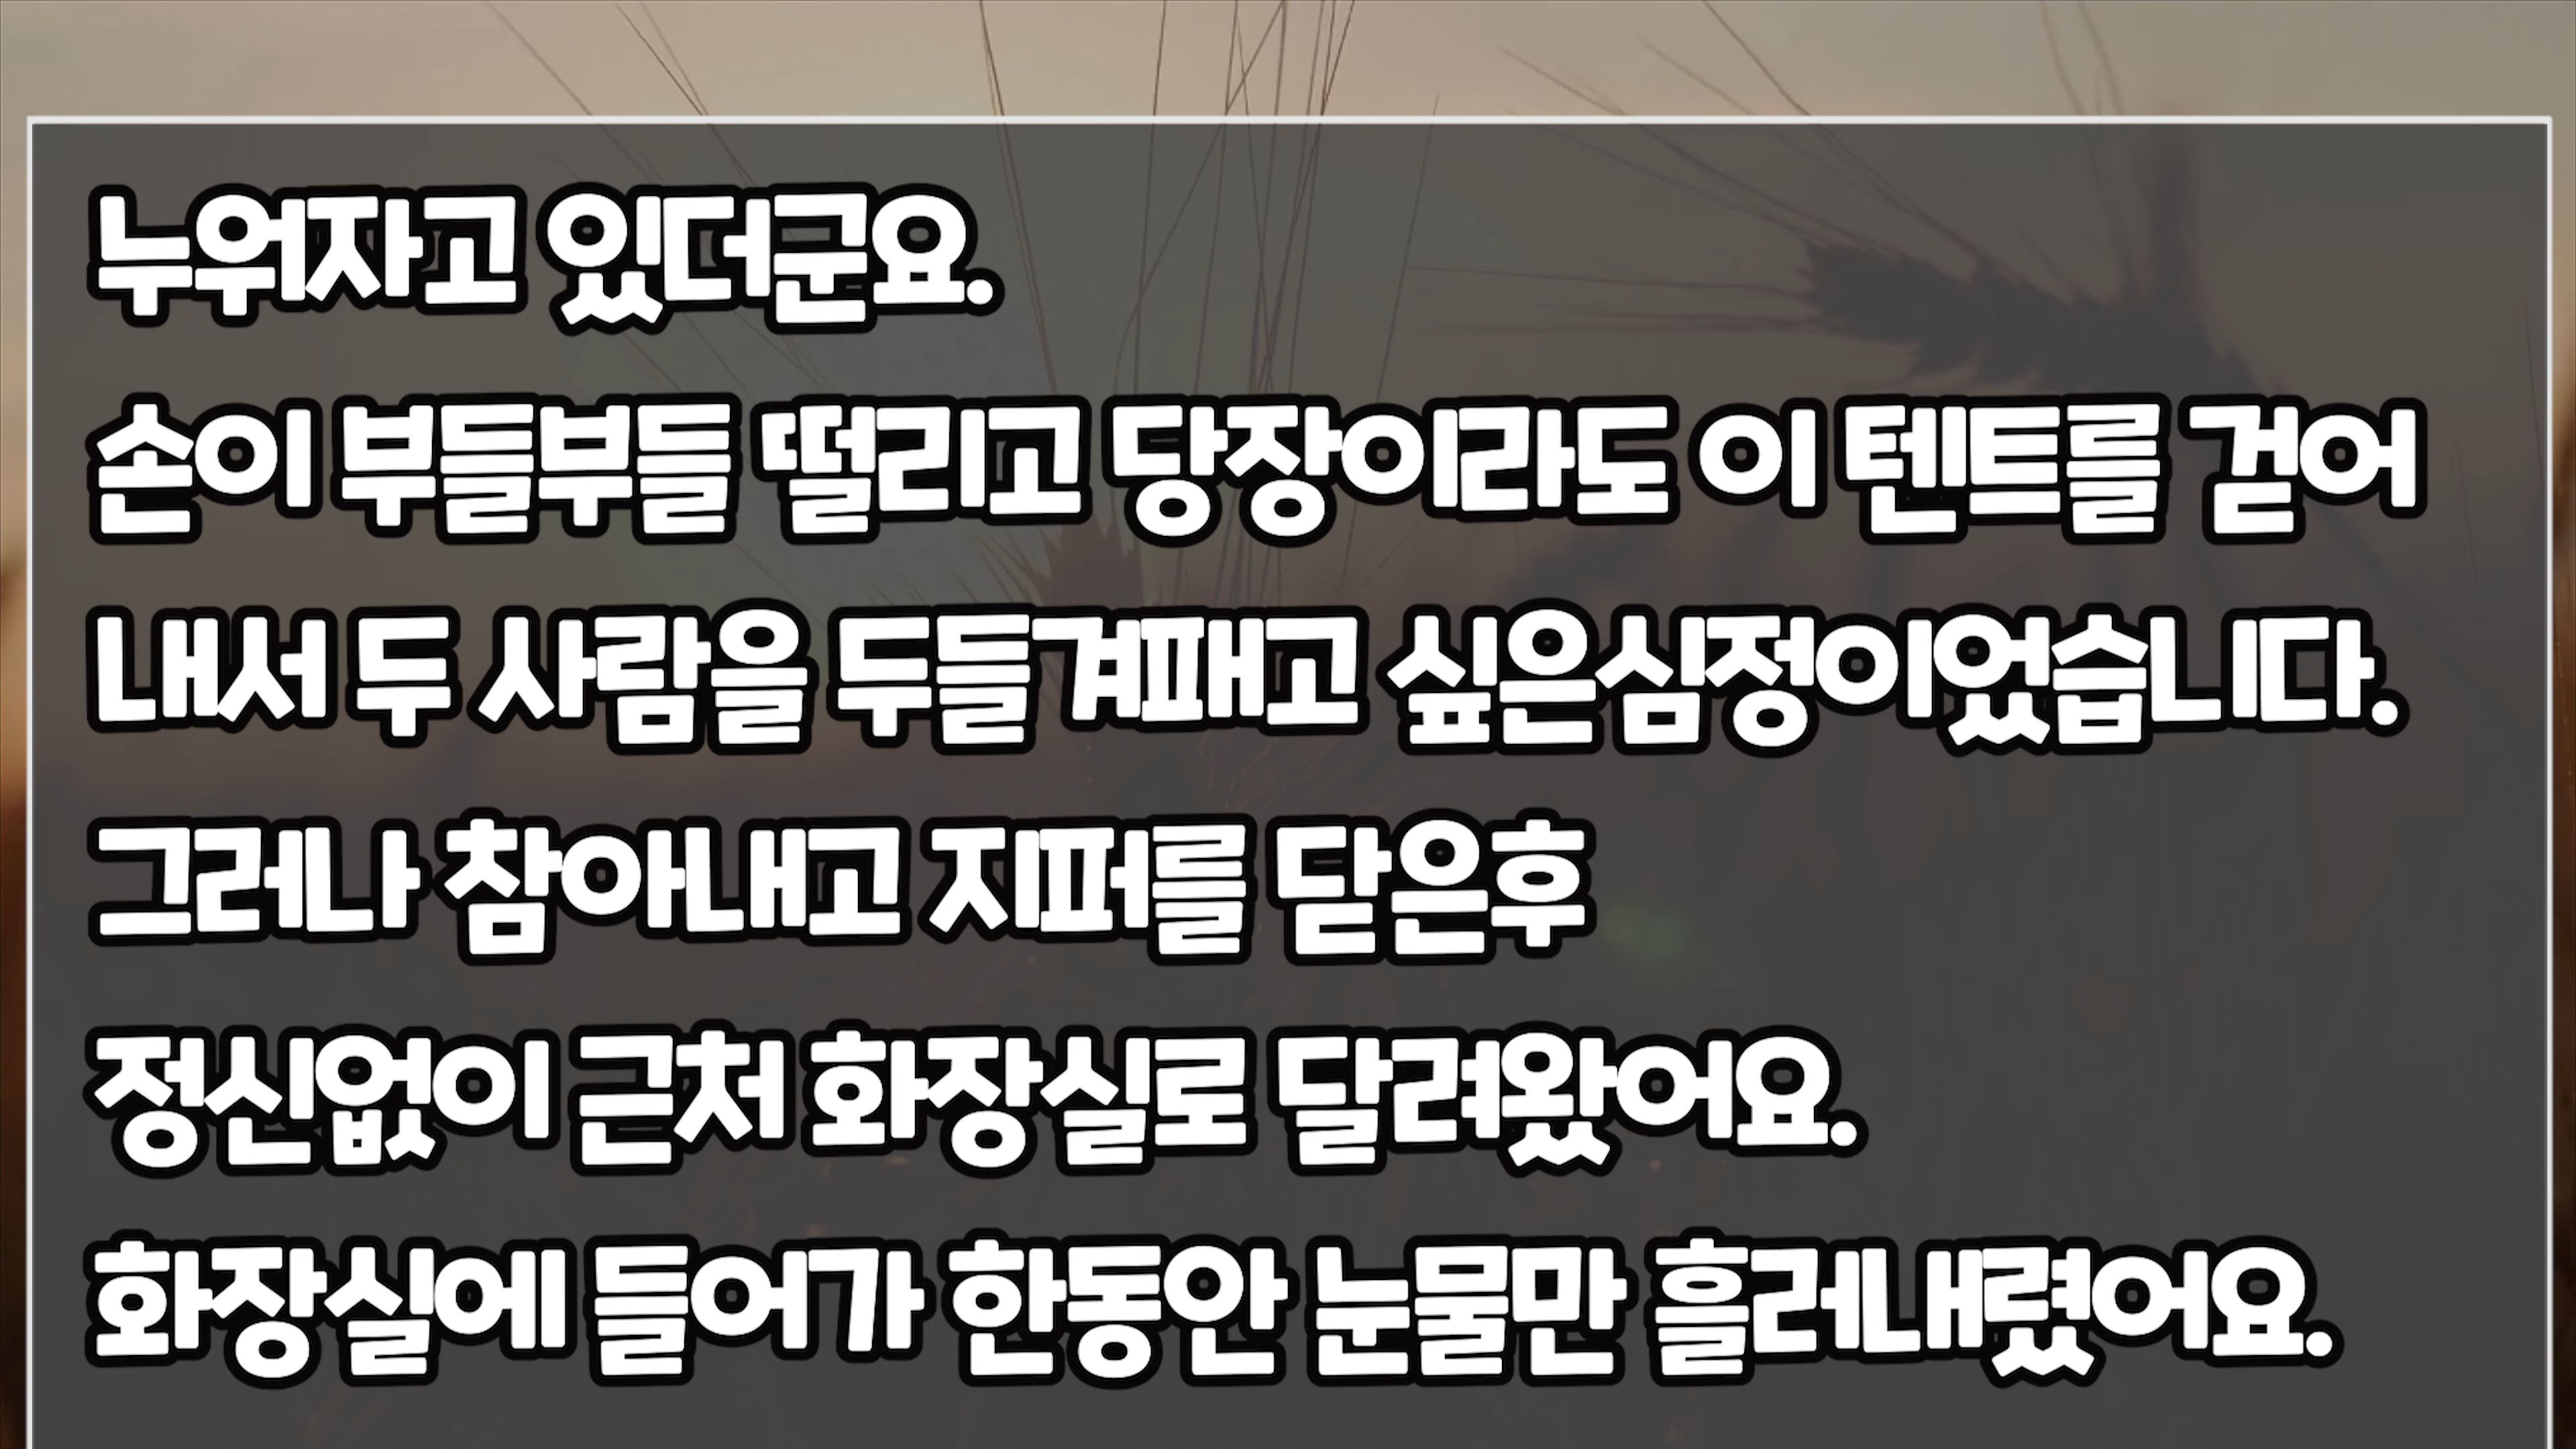 누워자고 있더군요.
손이 부들부들 떨리고 당장이라도 이 텐트를 걷어
내서 두 사람을 두들겨패고 싶은심정이었습니다.
그러나 참아내고 지퍼를 닫은후
정신없이 근처 화장실로 달려왔어요.
화장실에 들어가 한동안 눈물만 흘러내렸어요.